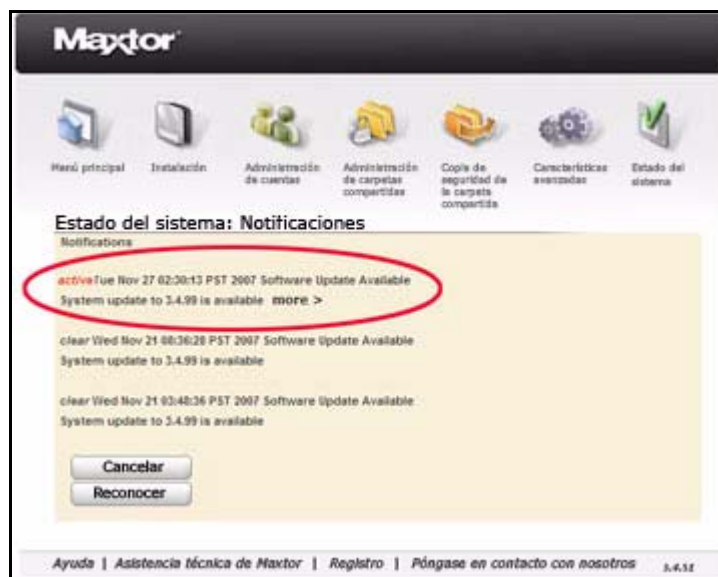 Maxtor
Menú principal
Instalación
Administración de cuentas
Administración de carpetas compartidas
Copia de seguridad de la carpeta compartida
Características avanzadas
Estado del sistema
Estado del sistema: Notificaciones
Notifications
active Tue Nov 27 02:30:13 PST 2007 Software Update Available
System update to 3.4.99 is available more >
clear Wed Nov 21 08:36:28 PST 2007 Software Update Available
System update to 3.4.99 is available
clear Wed Nov 21 03:48:36 PST 2007 Software Update Available
System update to 3.4.99 is available
Cancelar
Reconocer
Ayuda | Asistencia técnica de Maxtor | Registro | Póngase en contacto con nosotros